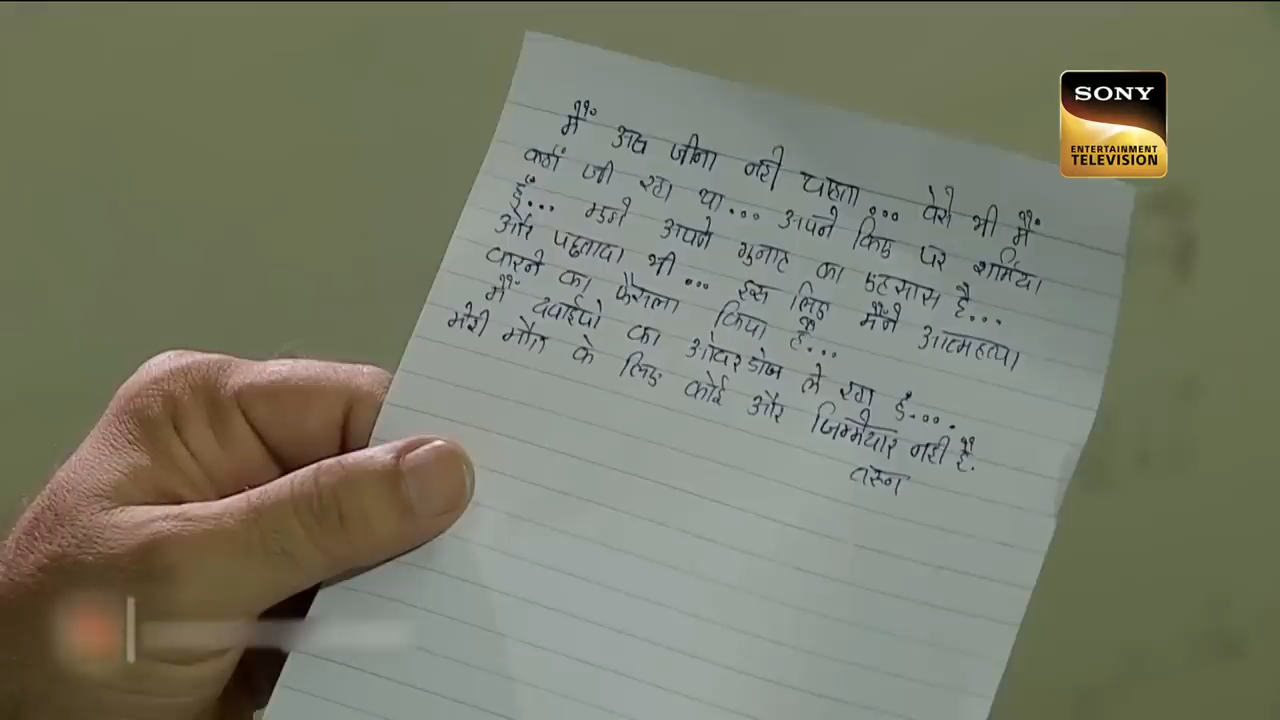 मैं अब जीना नहीं चाहता... वैसे भी मैं
कहाँ जी रहा था... अपने किए पर शर्मिंदा
हूँ... मुझे अपने गुनाह का एहसास है...
और पछतावा भी... इस लिए मैंने आत्महत्या
करने का फैसला किया है...
मैं दवाईयो का ओवरडोज ले रहा हूँ....
मेरी मौत के लिए कोई और जिम्मेदार नहीं है.
तरुन
SONY
ENTERTAINMENT
TELEVISION